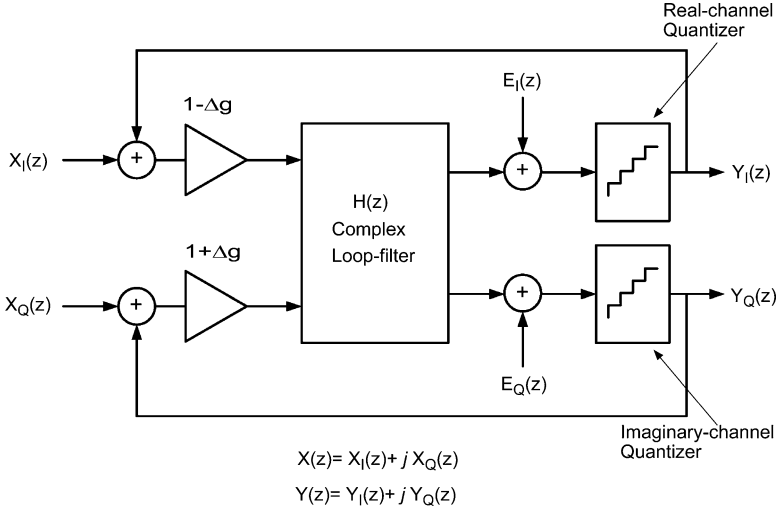 Real-channel
Quantizer
1-Δg
E_I(z)
X_I(z)
+
+
Y_I(z)
H(z)
Complex
Loop-filter
1+Δg
X_Q(z)
+
+
Y_Q(z)
E_Q(z)
Imaginary-channel
Quantizer
X(z)= X_I(z)+ j X_Q(z)
Y(z)= Y_I(z)+ j Y_Q(z)